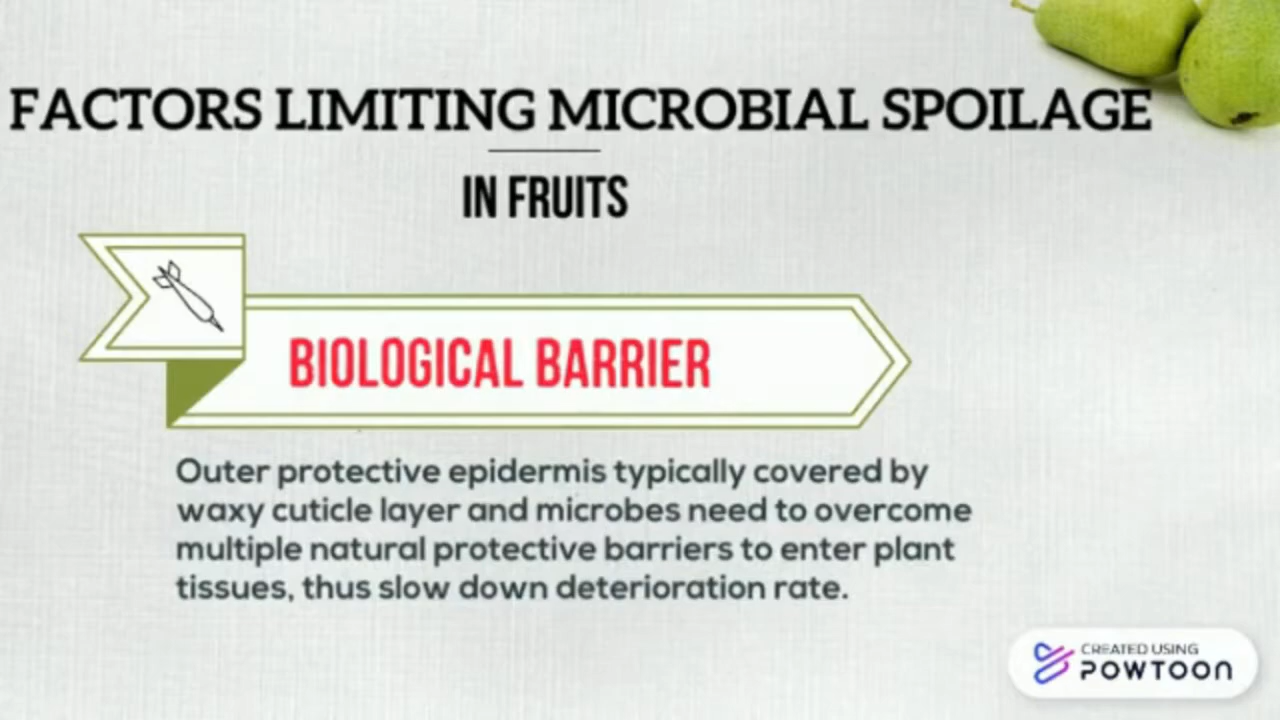 FACTORS LIMITING MICROBIAL SPOILAGE
IN FRUITS
BIOLOGICAL BARRIER
Outer protective epidermis typically covered by
waxy cuticle layer and microbes need to overcome
multiple natural protective barriers to enter plant
tissues, thus slow down deterioration rate.
CREATED USING
POWTOON